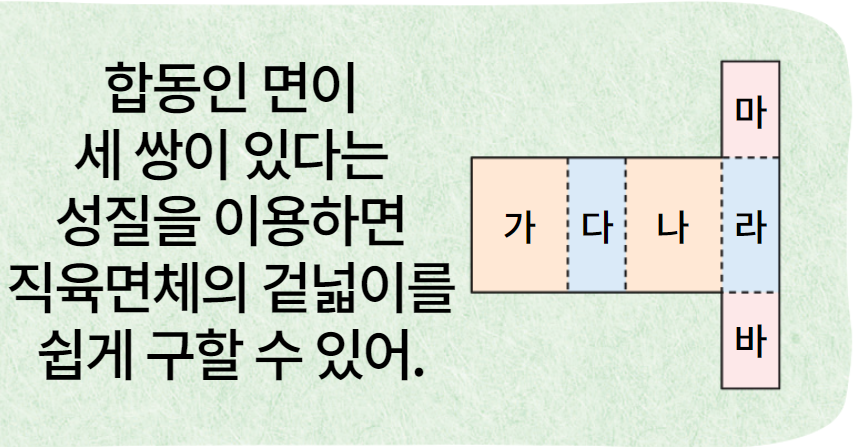 합동인 면이
세 쌍이 있다는
성질을 이용하면
직육면체의 겉넓이를
쉽게 구할 수 있어.
마
가 다 나 라
바